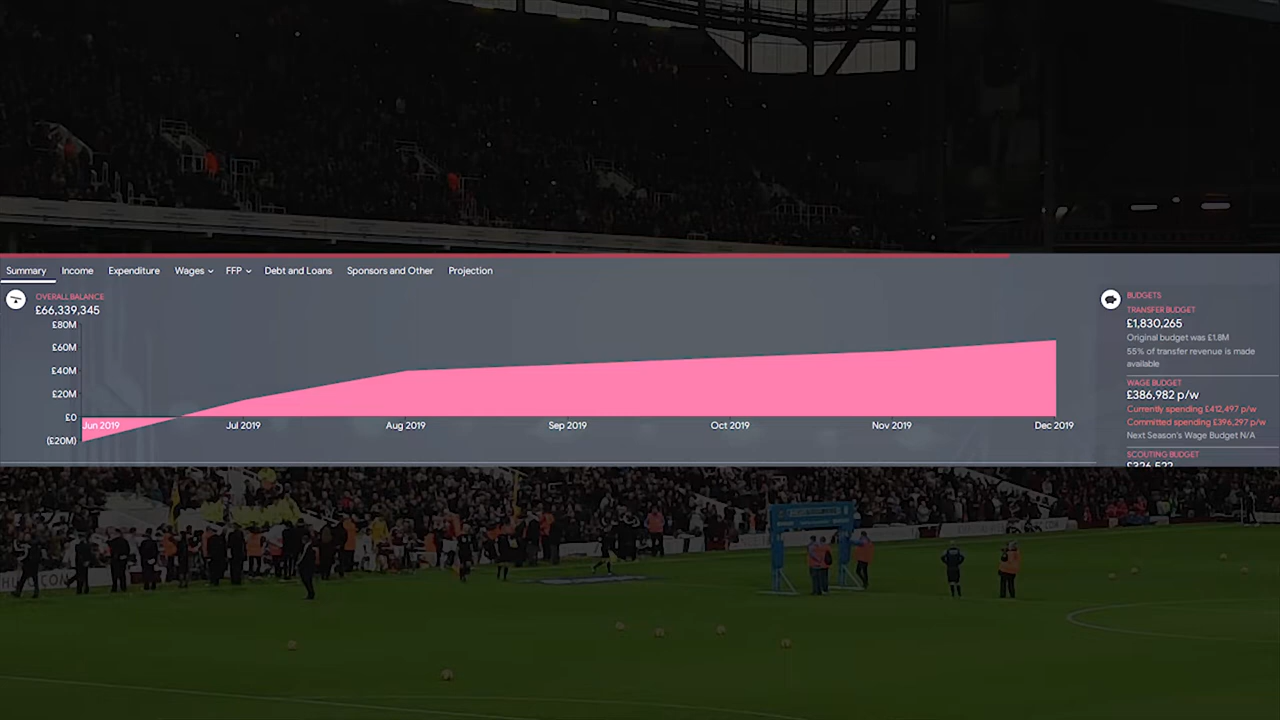 Summary Income Expenditure Wages FFP Debt and Loans Sponsors and Other Projection
OVERALL BALANCE
£66,339,345
£80M
£60M
£40M
£20M
£0
(£20M)
Jun 2019 Jul 2019 Aug 2019 Sep 2019 Oct 2019 Nov 2019 Dec 2019
BUDGETS
TRANSFER BUDGET
£1,830,265
Original budget was £1.8M
55% of transfer revenue is made
available
WAGE BUDGET
£386,982 p/w
Currently spending £412,497 p/w
Committed spending £396,297 p/w
Next Season's Wage Budget N/A
SCOUTING BUDGET